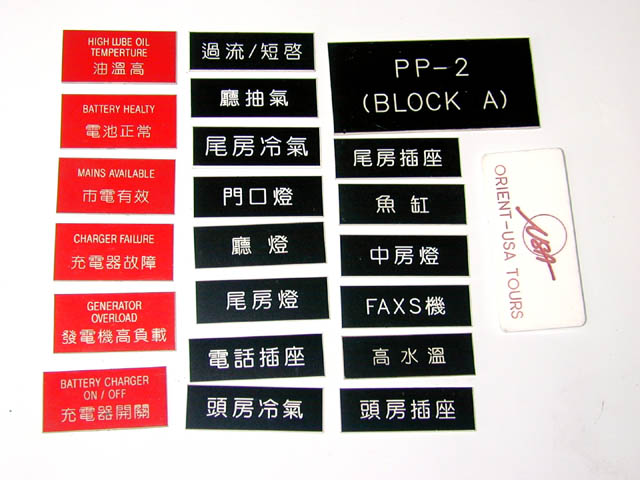 HIGH LUBE OIL
TEMPERTURE
油溫高
BATTERY HEALTY
電池正常
MAINS AVAILABLE
市電有效
CHARGER FAILURE
充電器故障
GENERATOR
OVERLOAD
發電機高負載
BATTERY CHARGER
ON / OFF
充電器開關
過流/短啓
廳抽氣
尾房冷氣
門口燈
廳燈
尾房燈
電話插座
頭房冷氣
PP-2
(BLOCK A)
尾房插座
魚缸
中房燈
FAXS機
高水溫
頭房插座
ORIENT-USA TOURS
USA